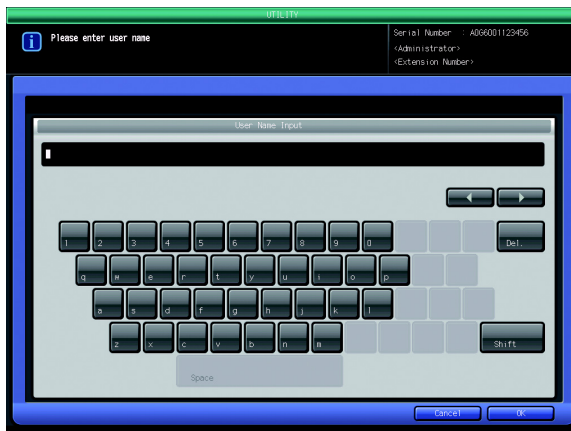 UTILITY
Please enter user name
Serial Number : A0G6001123456
<Administrator>
<Extension Number>
User Name Input
1 2 3 4 5 6 7 8 9 0 Del.
q w e r t y u i o p
a s d f g h j k l
z x c v b n m Shift
Space
Cancel OK